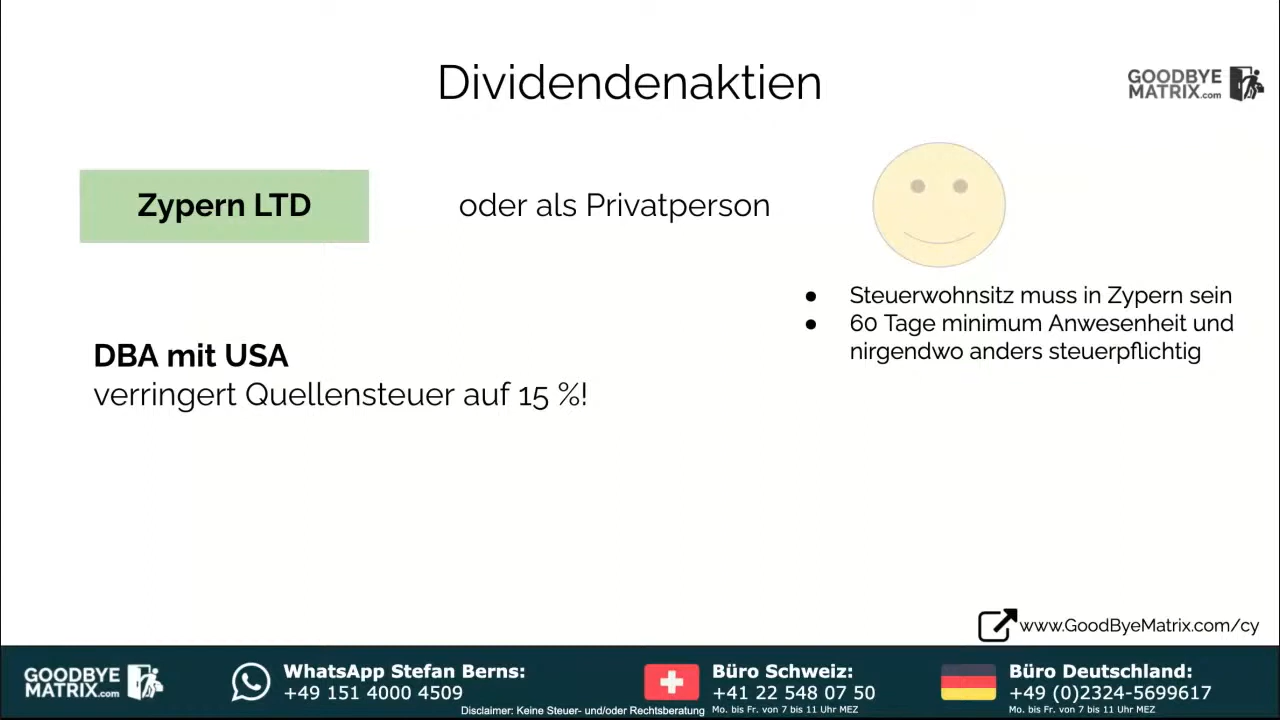 Dividendenaktien
GOODBYE
MATRIX.com
Zypern LTD
oder als Privatperson
● Steuerwohnsitz muss in Zypern sein
● 60 Tage minimum Anwesenheit und
nirgendwo anders steuerpflichtig
DBA mit USA
verringert Quellensteuer auf 15 %!
www.GoodByeMatrix.com/cy
GOODBYE
MATRIX.com
WhatsApp Stefan Berns:
+49 151 4000 4509
Disclaimer: Keine Steuer- und/oder Rechtsberatung
Büro Schweiz:
+41 22 548 07 50
Mo. bis Fr. von 7 bis 11 Uhr MEZ
Büro Deutschland:
+49 (0)2324-5699617
Mo. bis Fr. von 7 bis 11 Uhr MEZ